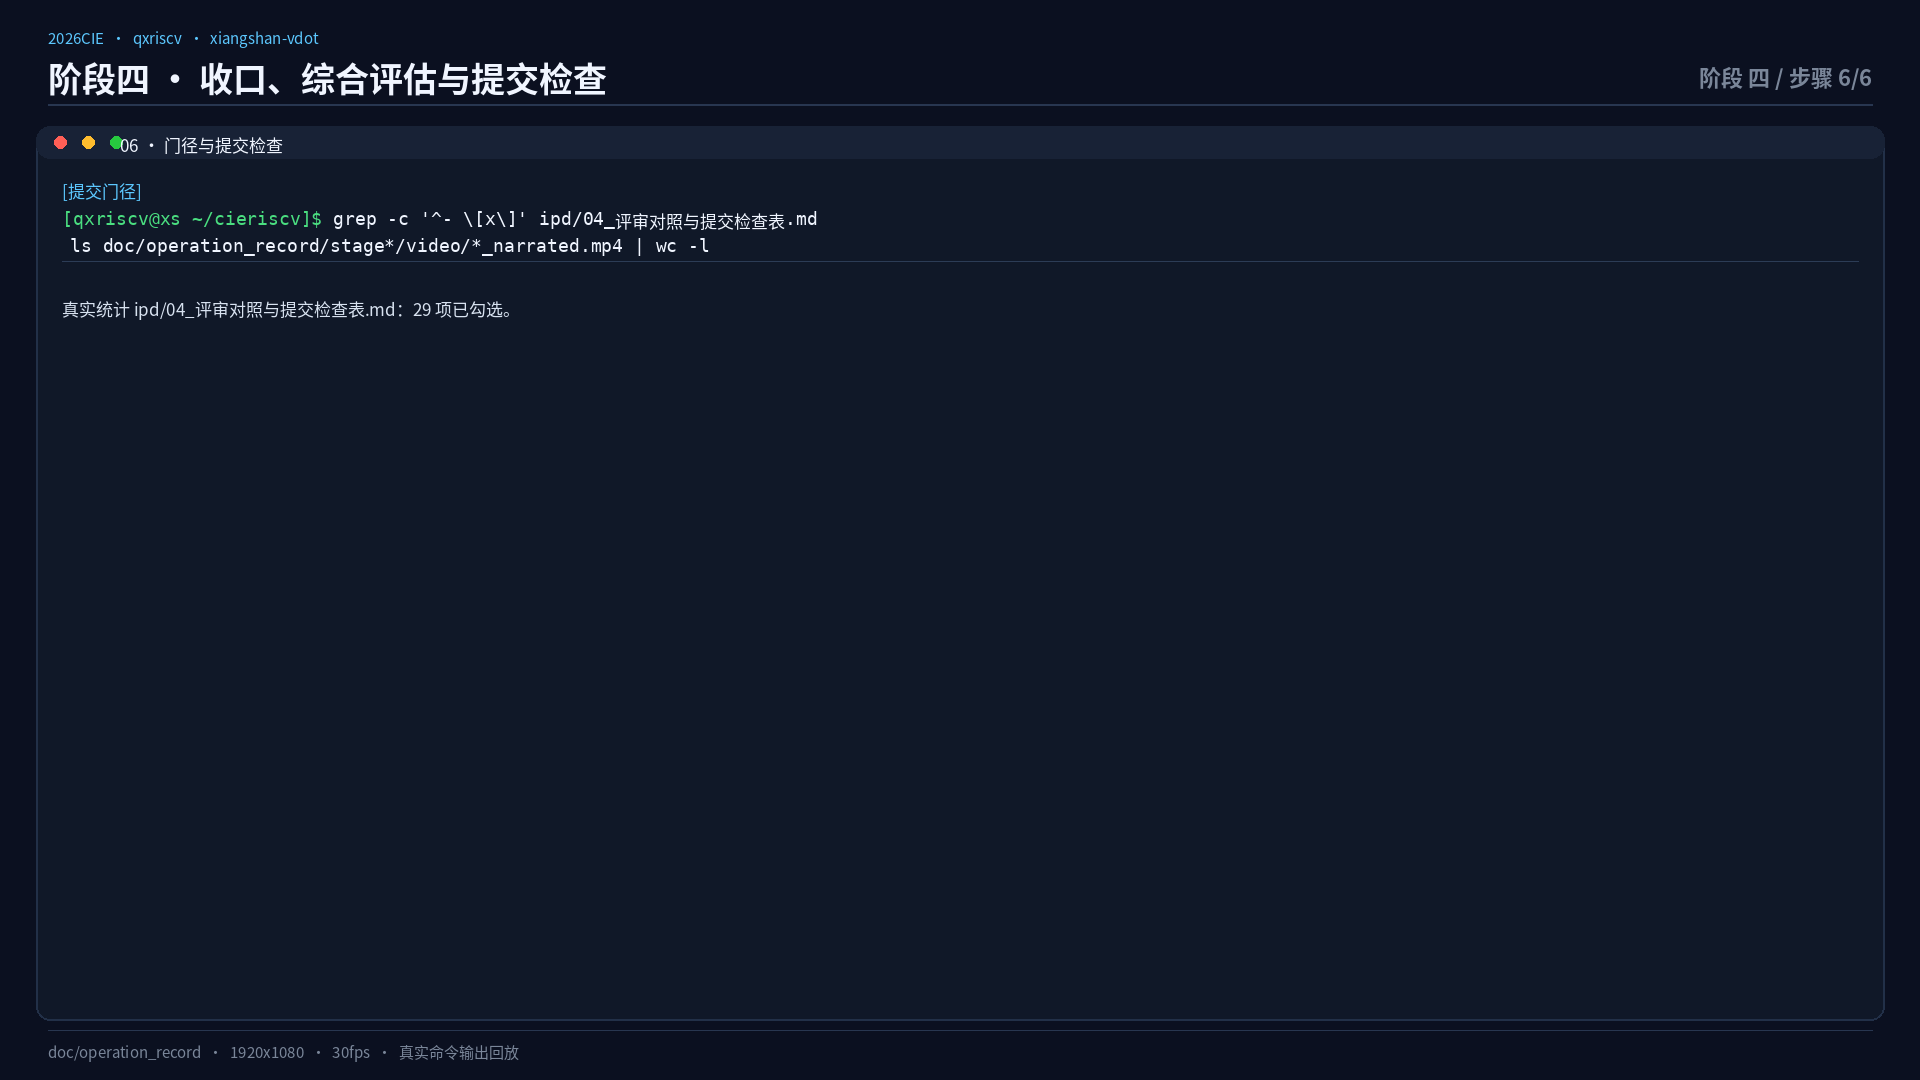 2026CIE · qxriscv · xiangshan-vdot
阶段四 · 收口、综合评估与提交检查
阶段 四 / 步骤 6/6
06 · 门径与提交检查
[提交门径]
[qxriscv@xs ~/cieriscv]$ grep -c '^- \[x\]' ipd/04_评审对照与提交检查表.md
ls doc/operation_record/stage*/video/*_narrated.mp4 | wc -l
真实统计 ipd/04_评审对照与提交检查表.md：29 项已勾选。
doc/operation_record · 1920x1080 · 30fps · 真实命令输出回放